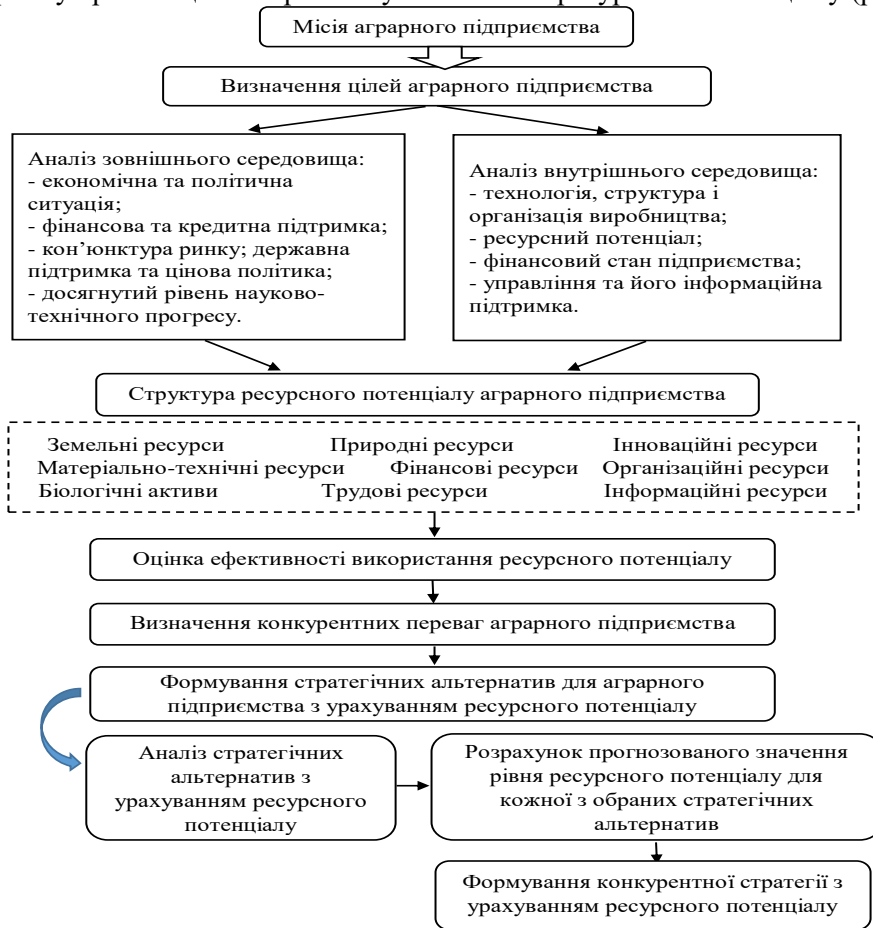 Місія аграрного підприємства
Визначення цілей аграрного підприємства
Аналіз зовнішнього середовища:
- економічна та політична
ситуація;
- фінансова та кредитна підтримка;
- кон’юнктура ринку; державна
підтримка та цінова політика;
- досягнутий рівень науково-
технічного прогресу.
Аналіз внутрішнього середовища:
- технологія, структура і
організація виробництва;
- ресурсний потенціал;
- фінансовий стан підприємства;
- управління та його інформаційна
підтримка.
Структура ресурсного потенціалу аграрного підприємства
Земельні ресурси Природні ресурси Інноваційні ресурси
Матеріально-технічні ресурси Фінансові ресурси Організаційні ресурси
Біологічні активи Трудові ресурси Інформаційні ресурси
Оцінка ефективності використання ресурсного потенціалу
Визначення конкурентних переваг аграрного підприємства
Формування стратегічних альтернатив для аграрного
підприємства з урахуванням ресурсного потенціалу
Аналіз стратегічних
альтернатив з
урахуванням ресурсного
потенціалу
Розрахунок прогнозованого значення
рівня ресурсного потенціалу для
кожної з обраних стратегічних
альтернатив
Формування конкурентної стратегії з
урахуванням ресурсного потенціалу